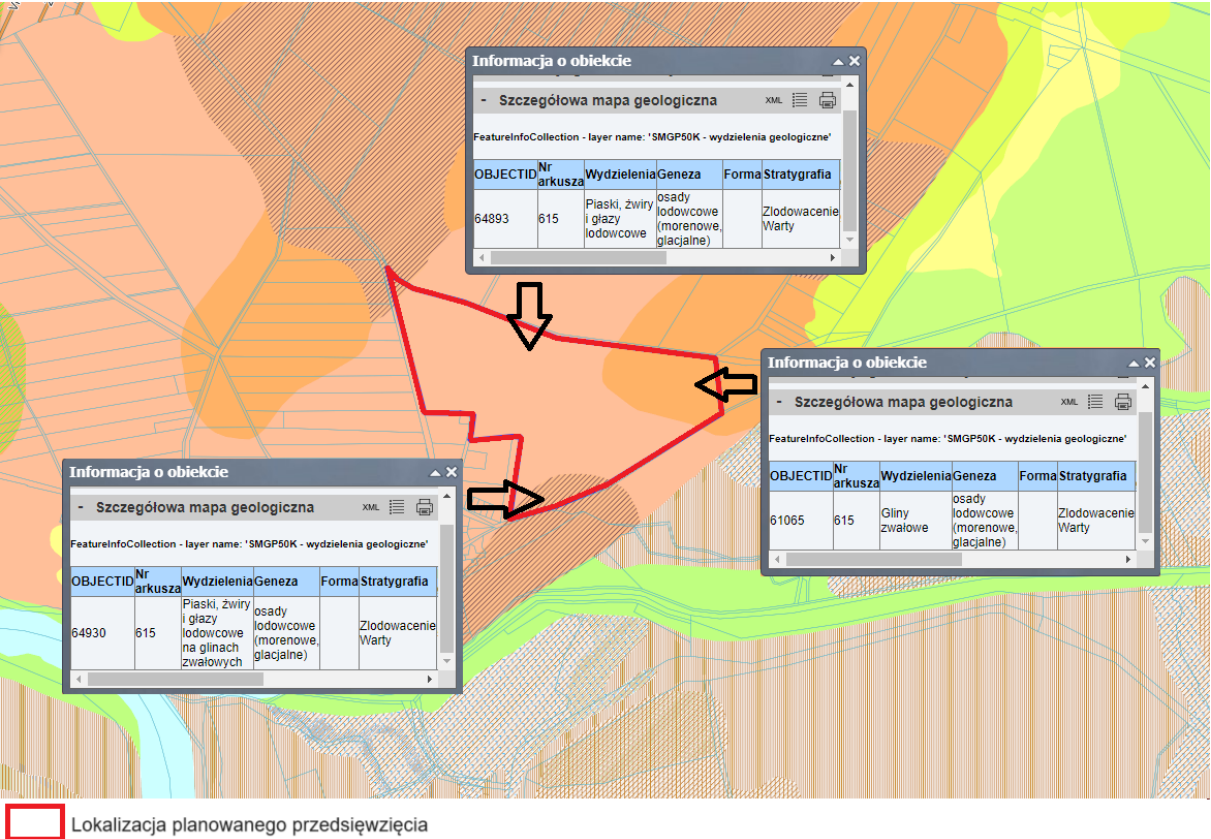 Informacja o obiekcie
- Szczegółowa mapa geologiczna XML
FeatureInfoCollection - layer name: 'SMGP50K - wydzielenia geologiczne'
OBJECTID Nr arkusza Wydzielenia Geneza Forma Stratygrafia
64893 615 Piaski, żwiry i głazy lodowcowe osady lodowcowe (morenowe, glacjalne) Zlodowacenie Warty
Informacja o obiekcie
- Szczegółowa mapa geologiczna XML
FeatureInfoCollection - layer name: 'SMGP50K - wydzielenia geologiczne'
OBJECTID Nr arkusza Wydzielenia Geneza Forma Stratygrafia
61065 615 Gliny zwałowe osady lodowcowe (morenowe, glacjalne) Zlodowacenie Warty
Informacja o obiekcie
- Szczegółowa mapa geologiczna XML
FeatureInfoCollection - layer name: 'SMGP50K - wydzielenia geologiczne'
OBJECTID Nr arkusza Wydzielenia Geneza Forma Stratygrafia
64930 615 Piaski, żwiry i głazy lodowcowe na glinach zwałowych osady lodowcowe (morenowe, glacjalne) Zlodowacenie Warty
Lokalizacja planowanego przedsięwzięcia